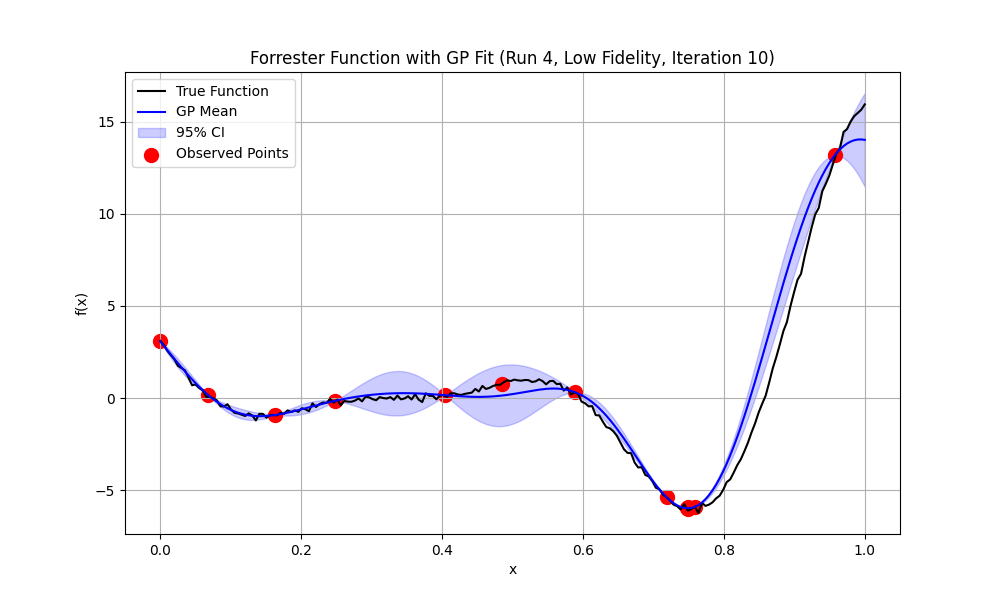 Forrester Function with GP Fit (Run 4, Low Fidelity, Iteration 10)
True Function
GP Mean
95% CI
Observed Points
f(x)
15
10
5
0
−5
0.0
0.2
0.4
0.6
0.8
1.0
x